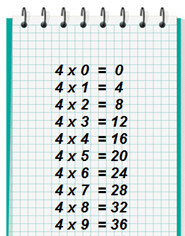 4 x 0 = 0
4 x 1 = 4
4 x 2 = 8
4 x 3 = 12
4 x 4 = 16
4 x 5 = 20
4 x 6 = 24
4 x 7 = 28
4 x 8 = 32
4 x 9 = 36